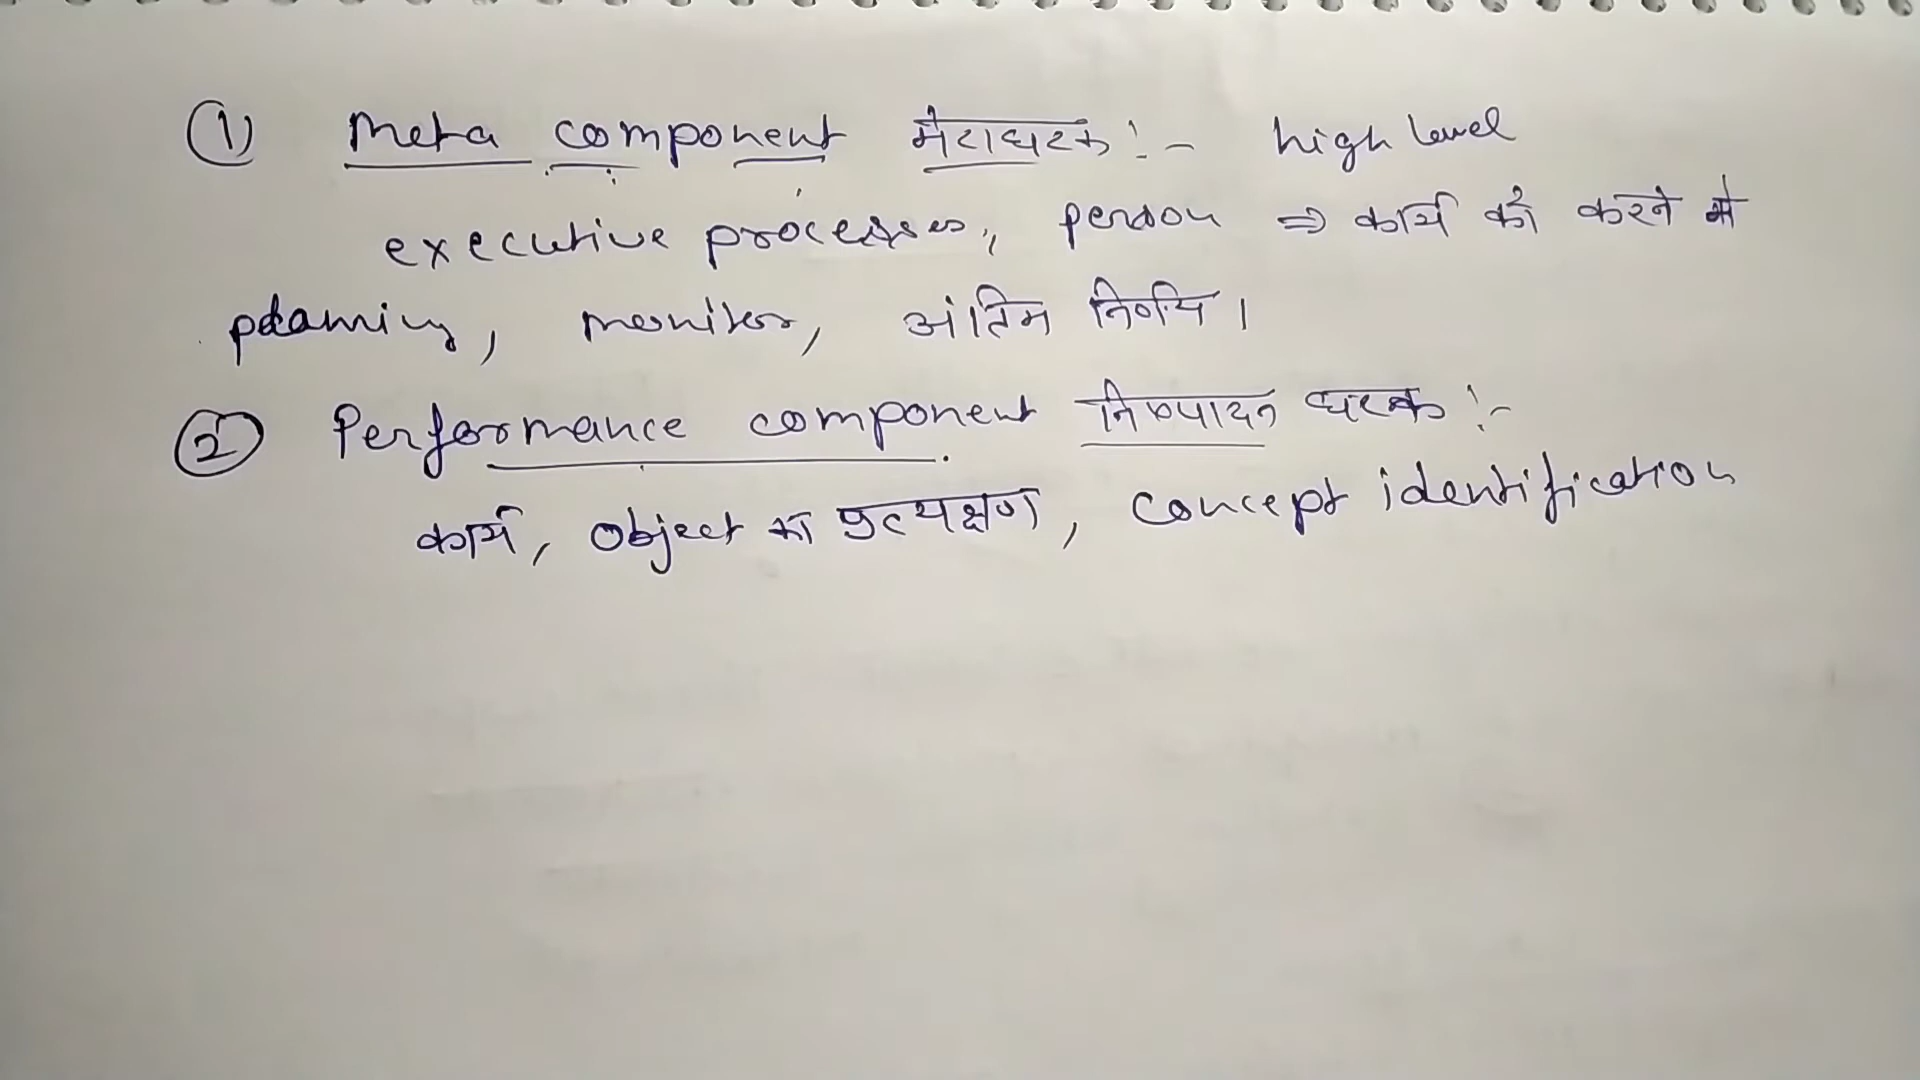 ① Meta component मेटाघटक :- high level
executive processes, person ⇒ कार्य को करने में
planning, monitor, अंतिम निर्णय ।
② Performance component निष्पादन घटक :-
कार्य, object का प्रत्यक्षण, concept identification